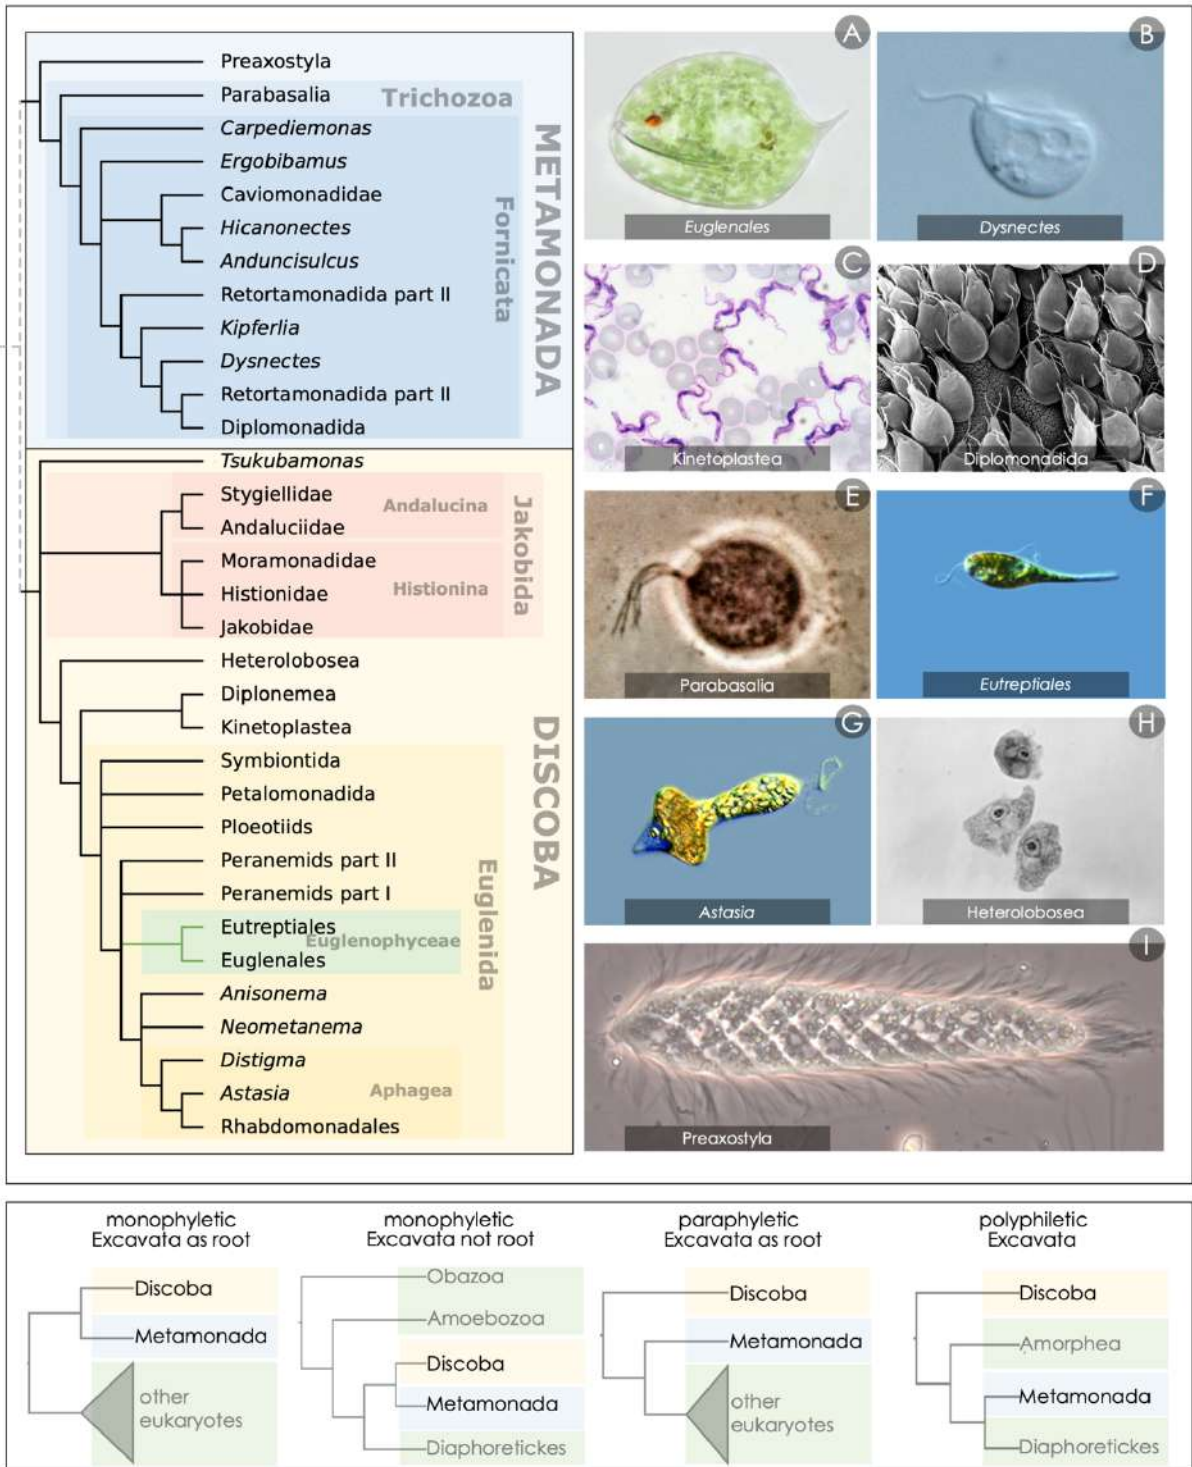 Preaxostyla
Parabasalia
Trichozoa
Carpediemonas
Ergobibamus
Caviomonadidae
Hicanonectes
Anduncisulcus
Retortamonadida part II
Kipferlia
Dysnectes
Retortamonadida part II
Diplomonadida
Fornicata
METAMONADA
Tsukubamonas
Stygiellidae
Andaluciidae
Andalucina
Moramonadidae
Histionidae
Jakobidae
Histionina
Jakobida
Heterolobosea
Diplonemea
Kinetoplastea
Symbiontida
Petalomonadida
Ploeotiids
Peranemids part II
Peranemids part I
Eutreptiales
Euglenophyceae
Euglenales
Anisonema
Neometanema
Distigma
Astasia
Aphagea
Rhabdomonadales
Euglenida
DISCOBA
A
Euglenales
B
Dysnectes
C
Kinetoplastea
D
Diplomonadida
E
Parabasalia
F
Eutreptiales
G
Astasia
H
Heterolobosea
I
Preaxostyla
monophyletic
Excavata as root
Discoba
Metamonada
other
eukaryotes
monophyletic
Excavata not root
Obazoa
Amoebozoa
Discoba
Metamonada
Diaphoretickes
paraphyletic
Excavata as root
Discoba
Metamonada
other
eukaryotes
polyphiletic
Excavata
Discoba
Amorphea
Metamonada
Diaphoretickes